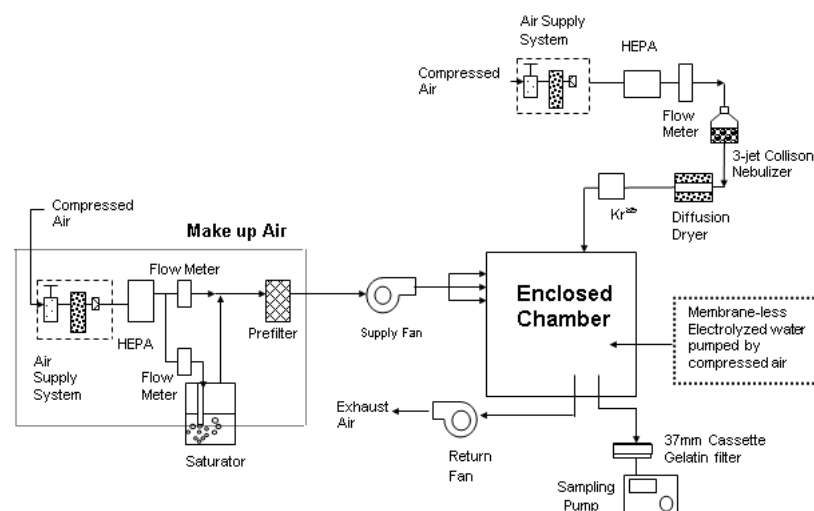 Air Supply
System
HEPA
Compressed
Air
Flow
Meter
3-jet Collison
Nebulizer
Kr
Diffusion
Dryer
Compressed
Air
Make up Air
Flow Meter
HEPA
Prefilter
Supply Fan
Enclosed
Chamber
Membrane-less
Electrolyzed water
pumped by
compressed air
Air
Supply
System
Flow
Meter
Saturator
Exhaust
Air
Return
Fan
37mm Cassette
Gelatin filter
Sampling
Pump